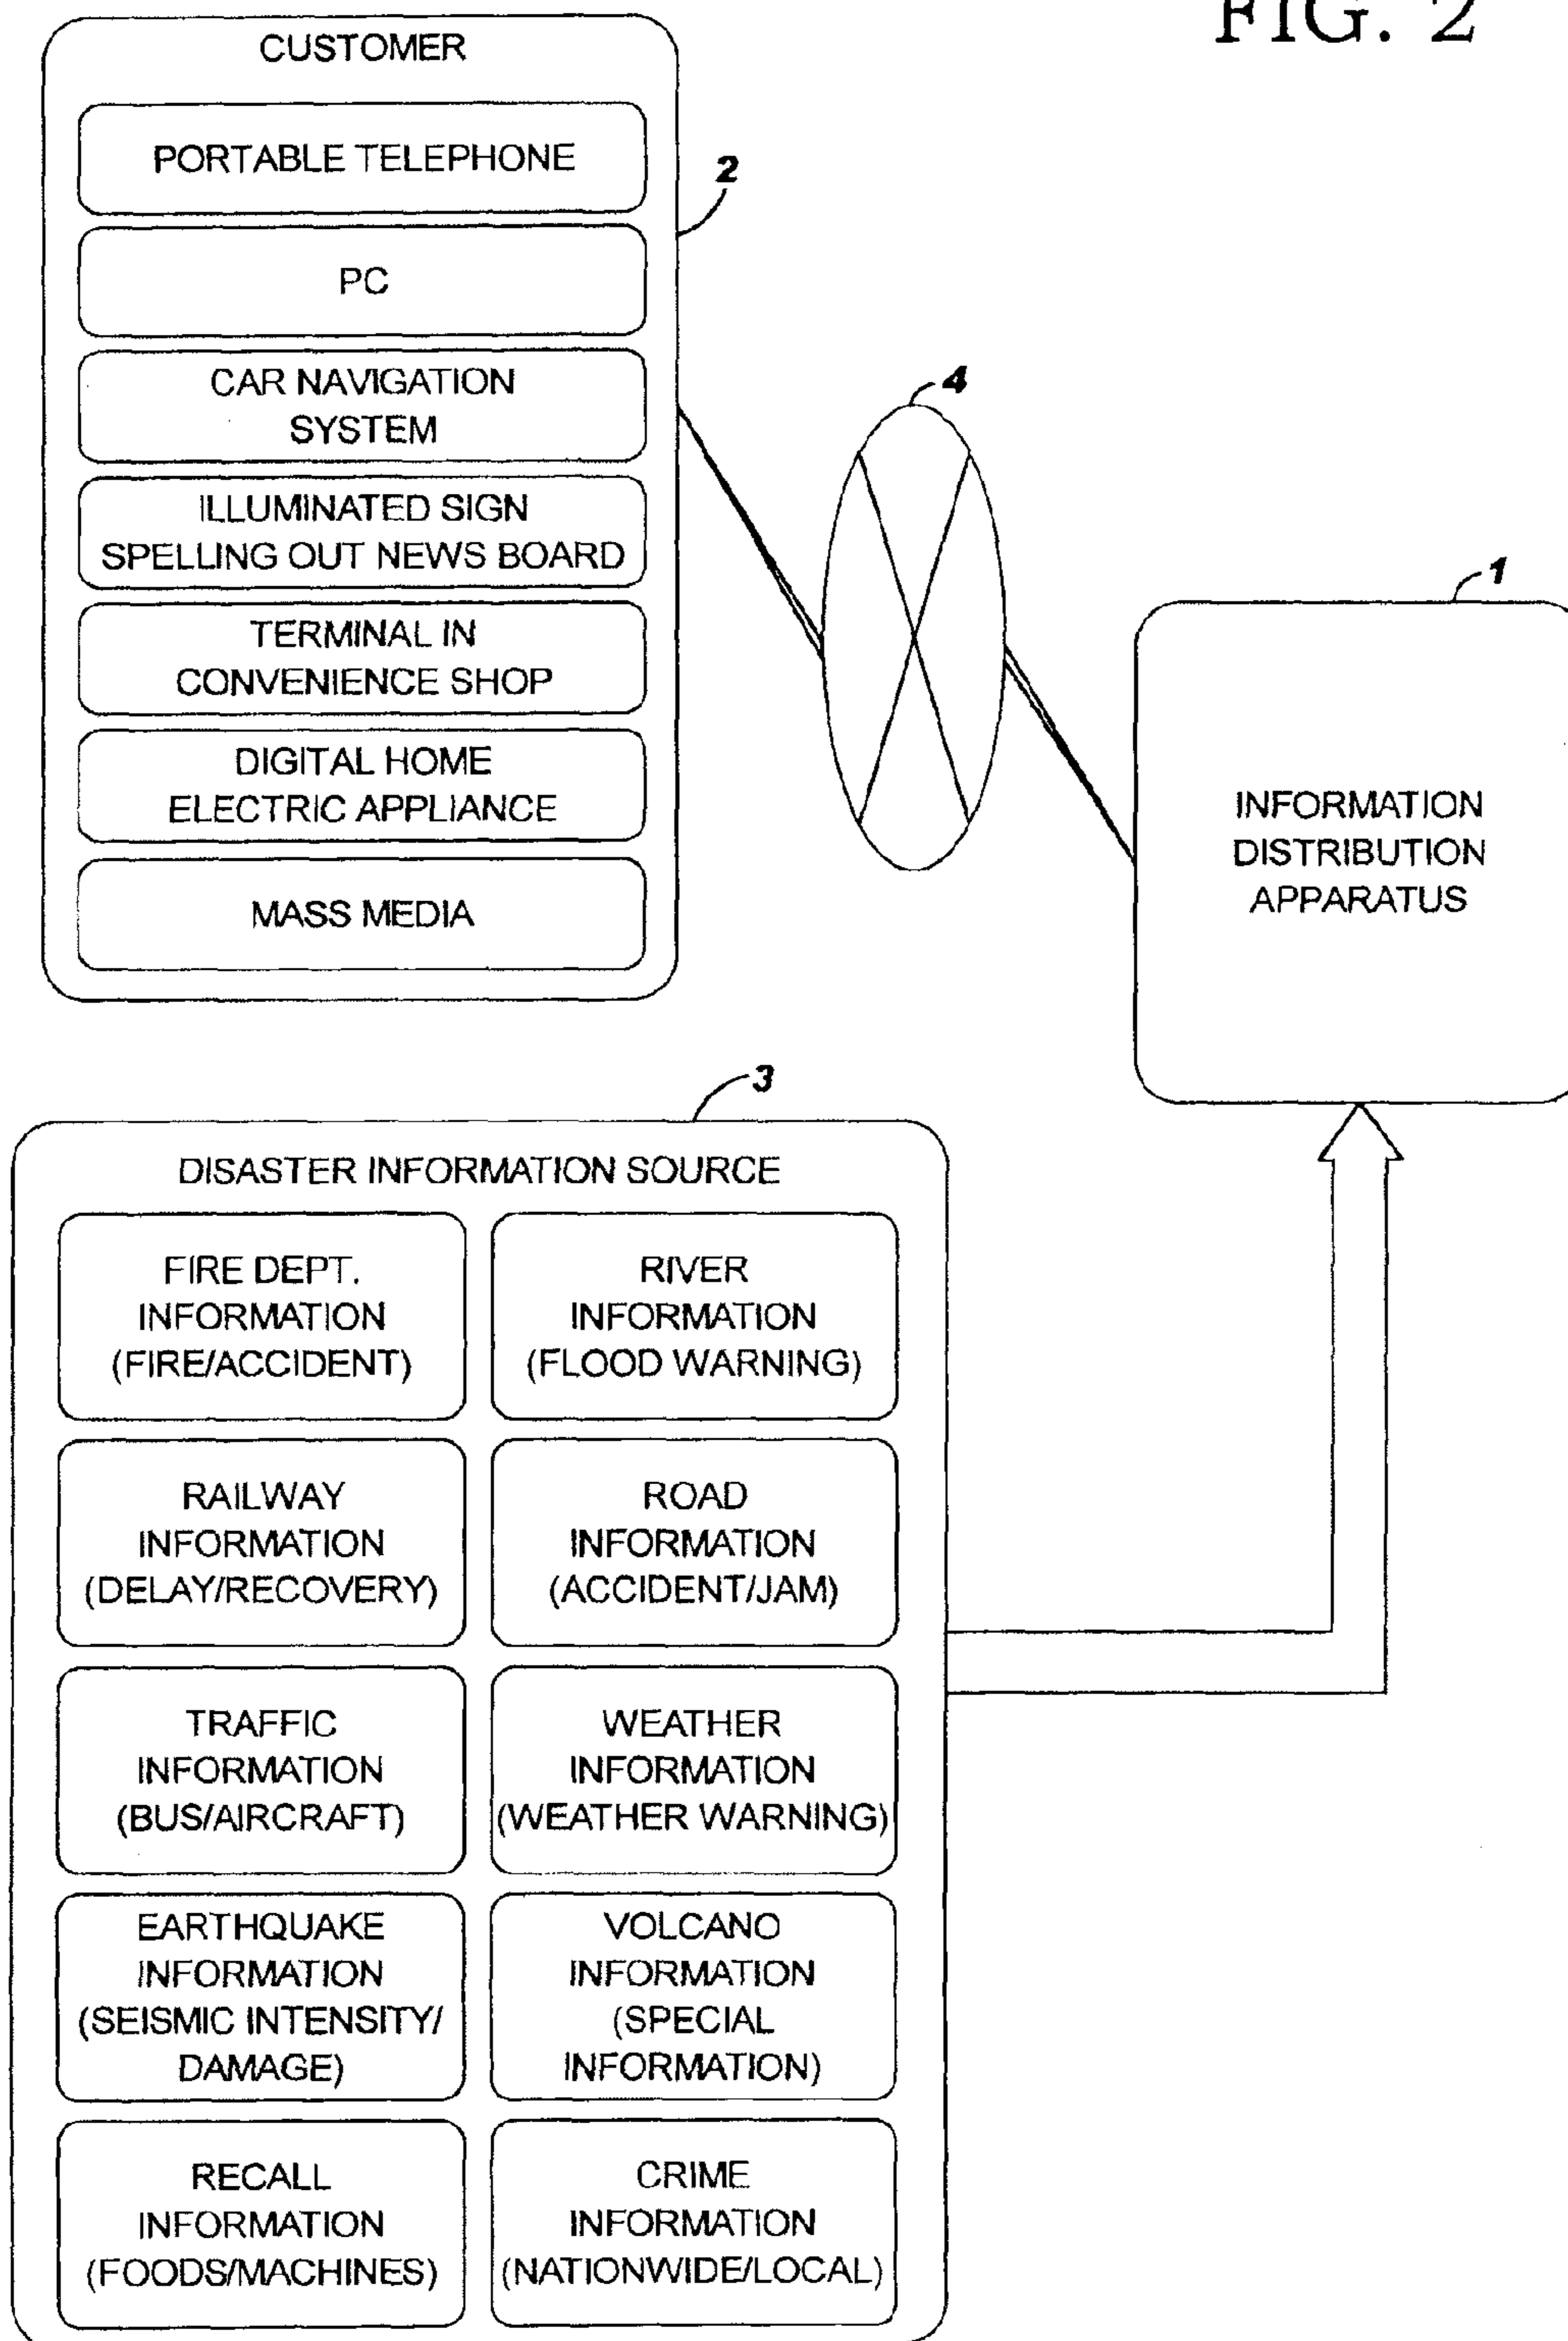 FIG. 2
CUSTOMER
PORTABLE TELEPHONE
PC
CAR NAVIGATION
SYSTEM
ILLUMINATED SIGN
SPELLING OUT NEWS BOARD
TERMINAL IN
CONVENIENCE SHOP
DIGITAL HOME
ELECTRIC APPLIANCE
MASS MEDIA
2
4
1
INFORMATION
DISTRIBUTION
APPARATUS
3
DISASTER INFORMATION SOURCE
FIRE DEPT.
INFORMATION
(FIRE/ACCIDENT)
RIVER
INFORMATION
(FLOOD WARNING)
RAILWAY
INFORMATION
(DELAY/RECOVERY)
ROAD
INFORMATION
(ACCIDENT/JAM)
TRAFFIC
INFORMATION
(BUS/AIRCRAFT)
WEATHER
INFORMATION
(WEATHER WARNING)
EARTHQUAKE
INFORMATION
(SEISMIC INTENSITY/
DAMAGE)
VOLCANO
INFORMATION
(SPECIAL
INFORMATION)
RECALL
INFORMATION
(FOODS/MACHINES)
CRIME
INFORMATION
(NATIONWIDE/LOCAL)